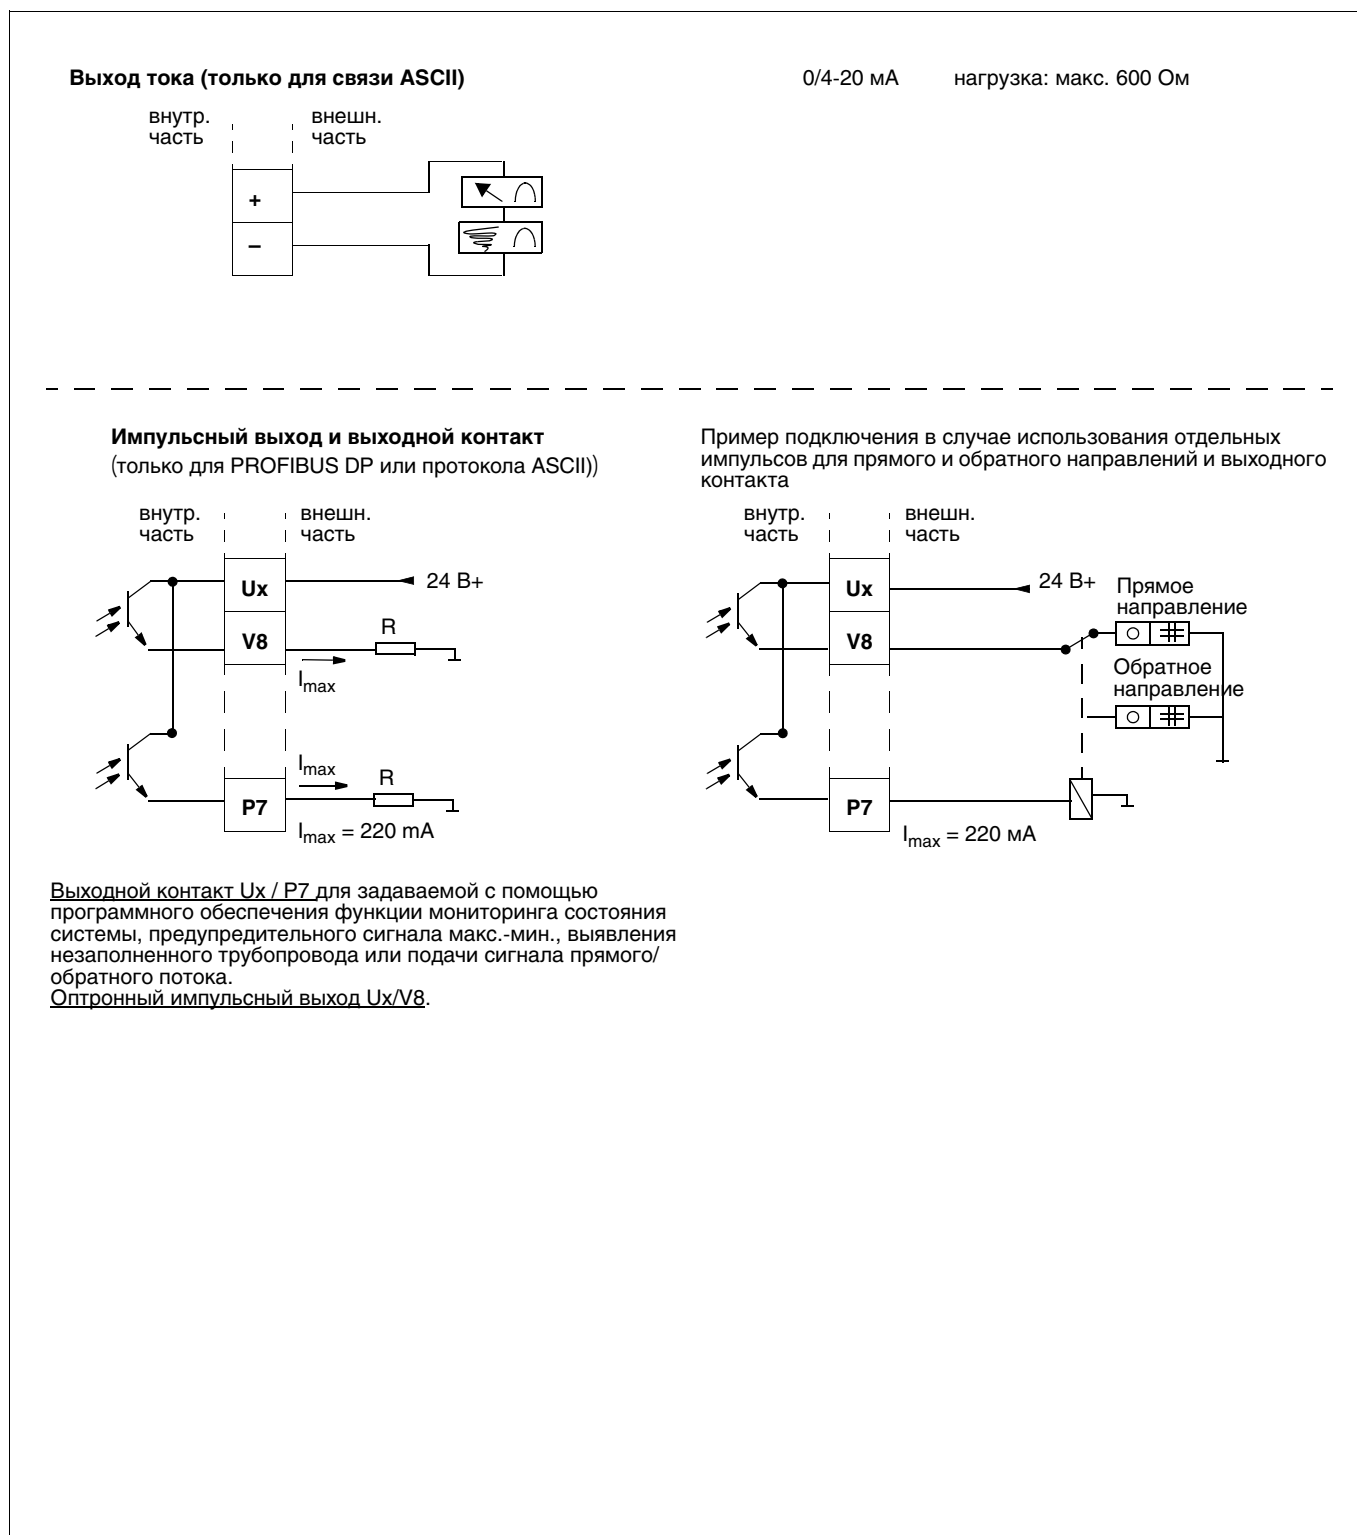 Выход тока (только для связи ASCII)
0/4-20 мА нагрузка: макс. 600 Ом
внутр. часть
внешн. часть
+
–
Импульсный выход и выходной контакт
(только для PROFIBUS DP или протокола ASCII))
внутр. часть
внешн. часть
Ux
24 В+
V8
R
Imax
Imax
R
P7
Imax = 220 mA
Пример подключения в случае использования отдельных
импульсов для прямого и обратного направлений и выходного
контакта
внутр. часть
внешн. часть
Ux
24 В+
Прямое
направление
V8
Обратное
направление
P7
Imax = 220 мА
Выходной контакт Ux / P7 для задаваемой с помощью
программного обеспечения функции мониторинга состояния
системы, предупредительного сигнала макс.-мин., выявления
незаполненного трубопровода или подачи сигнала прямого/
обратного потока.
Оптронный импульсный выход Ux/V8.